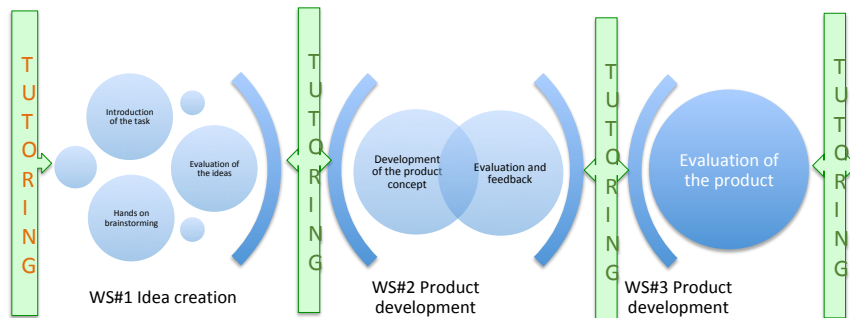 TUTORING
Introduction
of the task
Evaluation of
the ideas
Hands on
brainstorming
WS#1 Idea creation
TUTORING
Development
of the product
concept
Evaluation and
feedback
WS#2 Product
development
TUTORING
Evaluation of
the product
WS#3 Product
development
TUTORING